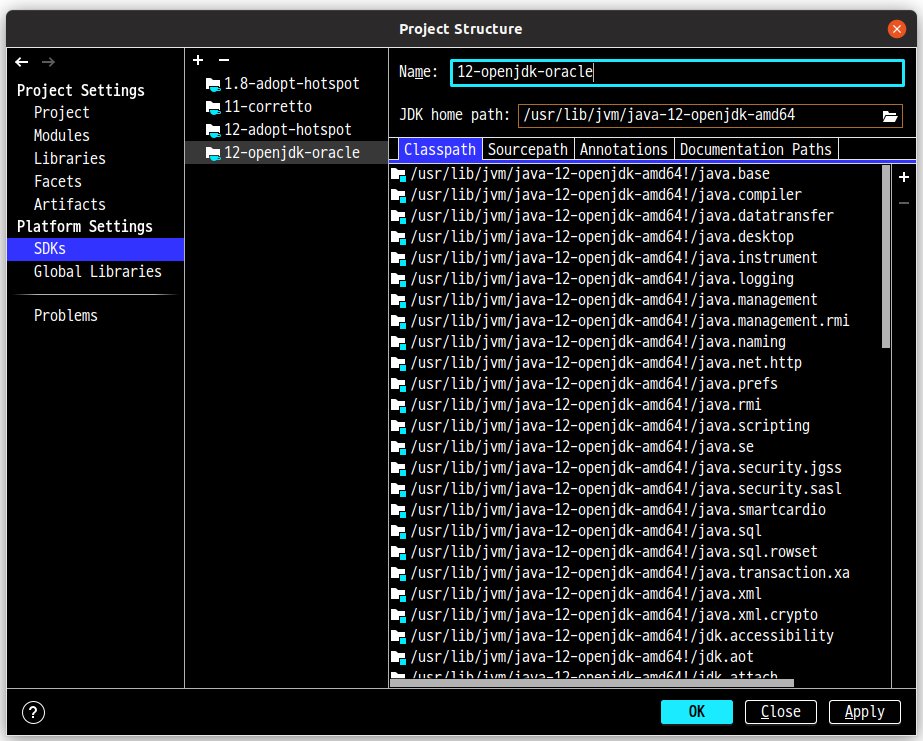 Project Structure
Project Settings
Project
Modules
Libraries
Facets
Artifacts
Platform Settings
SDKs
Global Libraries
Problems
1.8-adopt-hotspot
11-corretto
12-adopt-hotspot
12-openjdk-oracle
Name: 12-openjdk-oracle
JDK home path: /usr/lib/jvm/java-12-openjdk-amd64
Classpath Sourcepath Annotations Documentation Paths
/usr/lib/jvm/java-12-openjdk-amd64!/java.base
/usr/lib/jvm/java-12-openjdk-amd64!/java.compiler
/usr/lib/jvm/java-12-openjdk-amd64!/java.datatransfer
/usr/lib/jvm/java-12-openjdk-amd64!/java.desktop
/usr/lib/jvm/java-12-openjdk-amd64!/java.instrument
/usr/lib/jvm/java-12-openjdk-amd64!/java.logging
/usr/lib/jvm/java-12-openjdk-amd64!/java.management
/usr/lib/jvm/java-12-openjdk-amd64!/java.management.rmi
/usr/lib/jvm/java-12-openjdk-amd64!/java.naming
/usr/lib/jvm/java-12-openjdk-amd64!/java.net.http
/usr/lib/jvm/java-12-openjdk-amd64!/java.prefs
/usr/lib/jvm/java-12-openjdk-amd64!/java.rmi
/usr/lib/jvm/java-12-openjdk-amd64!/java.scripting
/usr/lib/jvm/java-12-openjdk-amd64!/java.se
/usr/lib/jvm/java-12-openjdk-amd64!/java.security.jgss
/usr/lib/jvm/java-12-openjdk-amd64!/java.security.sasl
/usr/lib/jvm/java-12-openjdk-amd64!/java.smartcardio
/usr/lib/jvm/java-12-openjdk-amd64!/java.sql
/usr/lib/jvm/java-12-openjdk-amd64!/java.sql.rowset
/usr/lib/jvm/java-12-openjdk-amd64!/java.transaction.xa
/usr/lib/jvm/java-12-openjdk-amd64!/java.xml
/usr/lib/jvm/java-12-openjdk-amd64!/java.xml.crypto
/usr/lib/jvm/java-12-openjdk-amd64!/jdk.accessibility
/usr/lib/jvm/java-12-openjdk-amd64!/jdk.aot
/usr/lib/jvm/java-12-openjdk-amd64!/jdk.attach
? OK Close Apply